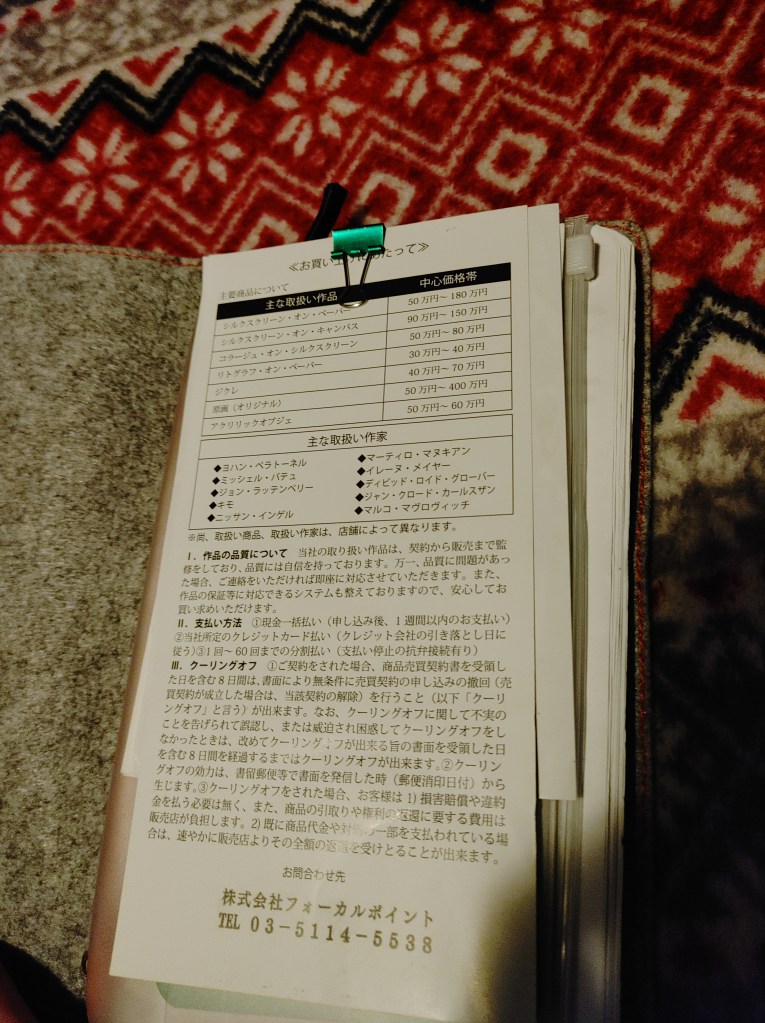 ≪お買い上げにあたって≫
主要商品について
主な取扱い作品 中心価格帯
シルクスクリーン・オン・ペーパー 50万円〜180万円
シルクスクリーン・オン・キャンバス 90万円〜150万円
コラージュ・オン・シルクスクリーン 50万円〜80万円
リトグラフ・オン・ペーパー 30万円〜40万円
ジクレ 40万円〜70万円
原画(オリジナル) 50万円〜400万円
アクリリックオブジェ 50万円〜60万円
主な取扱い作家
◆ヨハン・ペラトーネル ◆マーティロ・マヌキアン
◆ミッシェル・バテュ ◆イレーヌ・メイヤー
◆ジョン・ラッテンベリー ◆ディビッド・ロイド・グローバー
◆キモ ◆ジャン・クロード・カールスザン
◆ニッサン・インゲル ◆マルコ・マヴロヴィッチ
※尚、取扱い商品、取扱い作家は、店舗によって異なります。
Ⅰ. 作品の品質について 当社の取り扱い作品は、契約から販売まで監
修をしており、品質には自信を持っております。万一、品質に問題があっ
た場合、ご連絡をいただければ即座に対応させていただきます。また、
作品の保証等に対応できるシステムも整えておりますので、安心してお
買い求めいただけます。
Ⅱ. 支払い方法 ①現金一括払い(申し込み後、1週間以内のお支払い)
②当社所定のクレジットカード払い(クレジット会社の引き落とし日に
従う)③1回〜60回までの分割払い(支払い停止の抗弁接続有り)
Ⅲ. クーリングオフ ①ご契約をされた場合、商品売買契約書を受領し
た日を含む8日間は、書面により無条件に売買契約の申し込みの撤回(売
買契約が成立した場合は、当該契約の解除)を行うこと(以下「クーリ
ングオフ」と言う)が出来ます。なお、クーリングオフに関して不実の
ことを告げられて誤認し、または威迫され困惑してクーリングオフをし
なかったときは、改めてクーリングオフが出来る旨の書面を受領した日
を含む8日間を経過するまではクーリングオフが出来ます。②クーリン
グオフの効力は、書留郵便等で書面を発信した時(郵便消印日付)から
生じます。③クーリングオフをされた場合、お客様は1)損害賠償や違約
金を払う必要は無く、また、商品の引取りや権利の返還に要する費用は
販売店が負担します。2)既に商品代金や対価の一部を支払われている場
合は、速やかに販売店よりその全額の返還を受けとることが出来ます。
お問合わせ先
株式会社フォーカルポイント
TEL 03-5114-5538